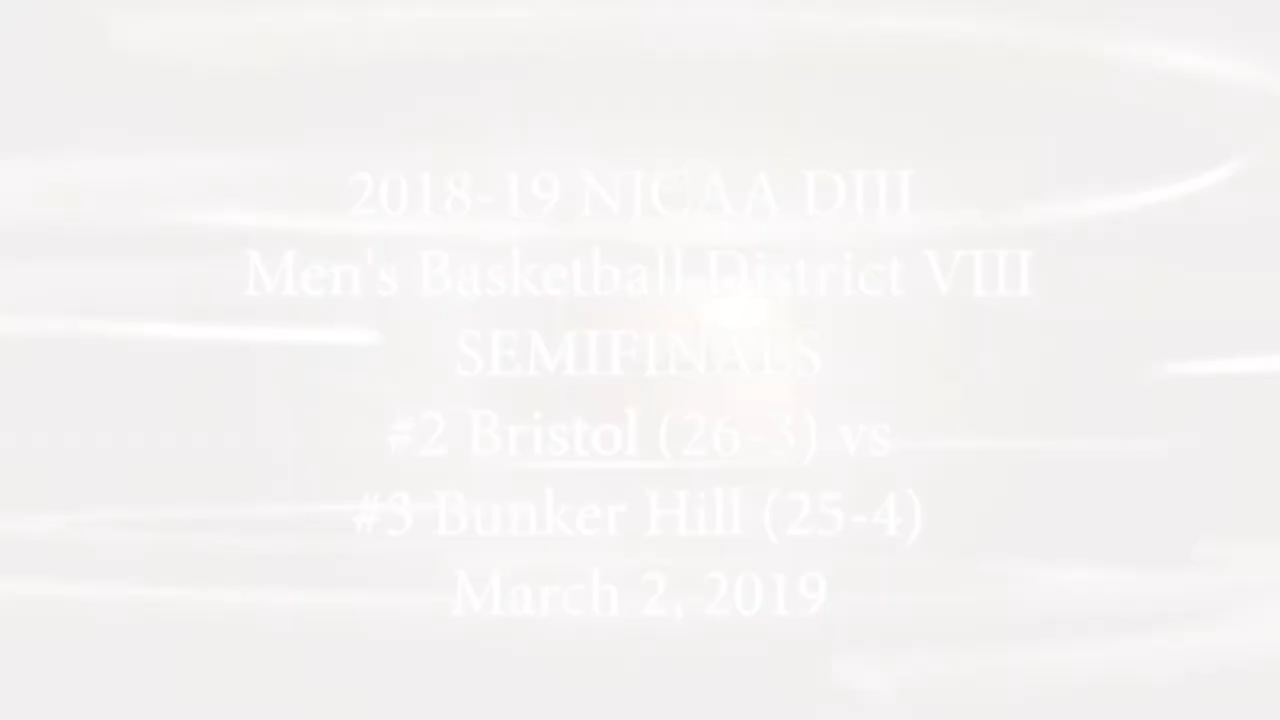 2018-19 NJCAA DIII
Men's Basketball District VIII
SEMIFINALS
#2 Bristol (26-3) vs
#3 Bunker Hill (25-4)
March 2, 2019